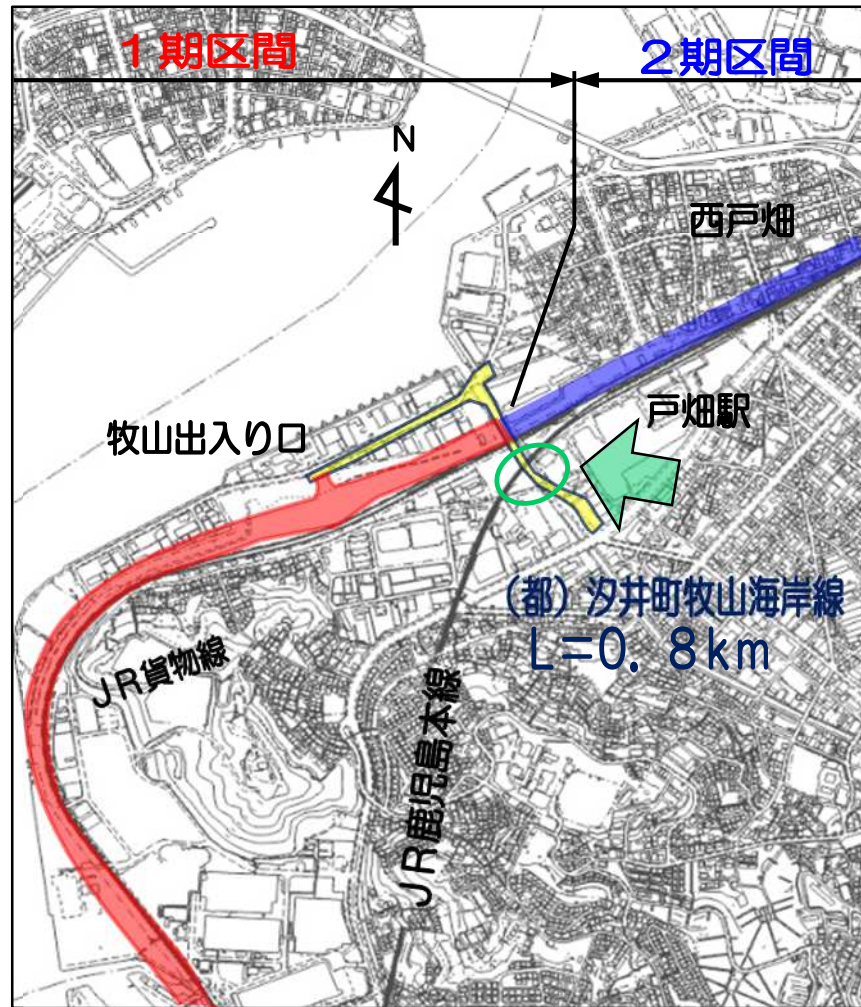 １期区間
２期区間
N
西戸畑
戸畑駅
牧山出入り口
（都）汐井町牧山海岸線
L=0．8km
JR貨物線
JR鹿児島本線